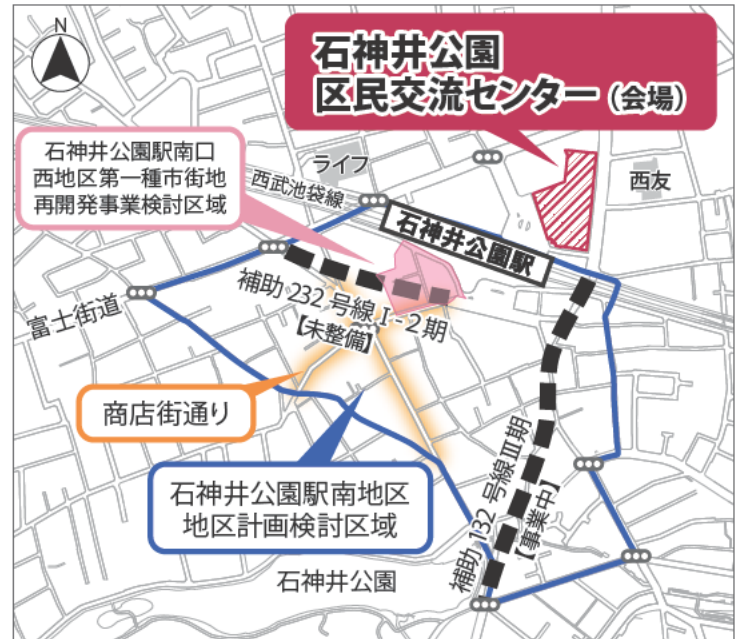 N
石神井公園
区民交流センター（会場）
石神井公園駅南口
西地区第一種市街地
再開発事業検討区域
ライフ
西武池袋線
西友
石神井公園駅
補助232号線Ⅰ-2期
【未整備】
富士街道
商店街通り
石神井公園駅南地区
地区計画検討区域
補助132号線Ⅲ期
【事業中】
石神井公園